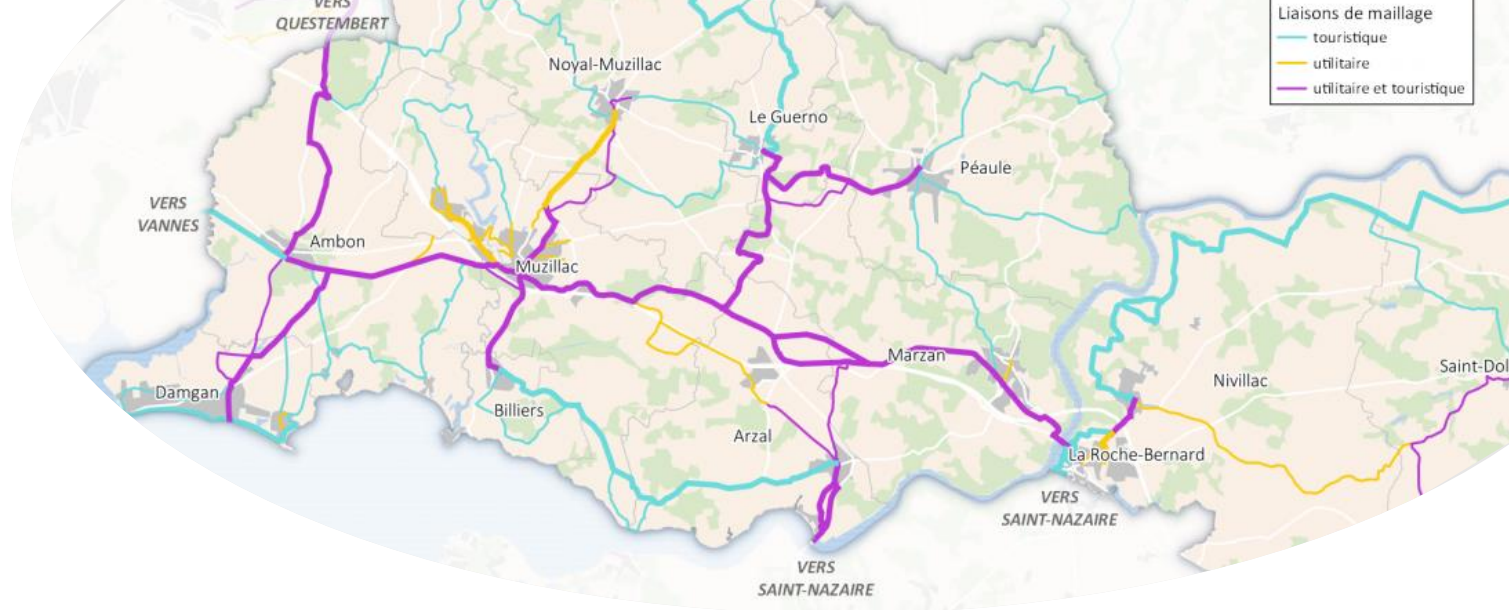 VERS
QUESTEMBERT
Liaisons de maillage
touristique
utilitaire
utilitaire et touristique
Noyal-Muzillac
Le Guerno
Péaule
VERS
VANNES
Ambon
Muzillac
Marzan
Nivillac
Saint-Dol
Damgan
Billiers
Arzal
La Roche-Bernard
VERS
SAINT-NAZAIRE
VERS
SAINT-NAZAIRE